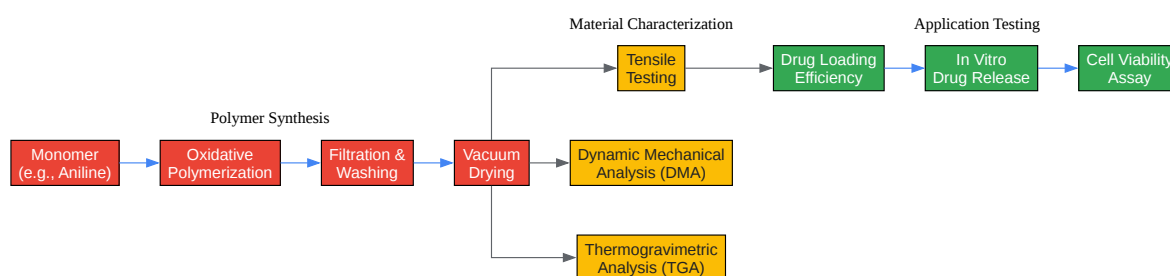 Material Characterization
Application Testing
Tensile
Testing
Drug Loading
Efficiency
In Vitro
Drug Release
Cell Viability
Assay
Polymer Synthesis
Monomer
(e.g., Aniline)
Oxidative
Polymerization
Filtration &
Washing
Vacuum
Drying
Dynamic Mechanical
Analysis (DMA)
Thermogravimetric
Analysis (TGA)